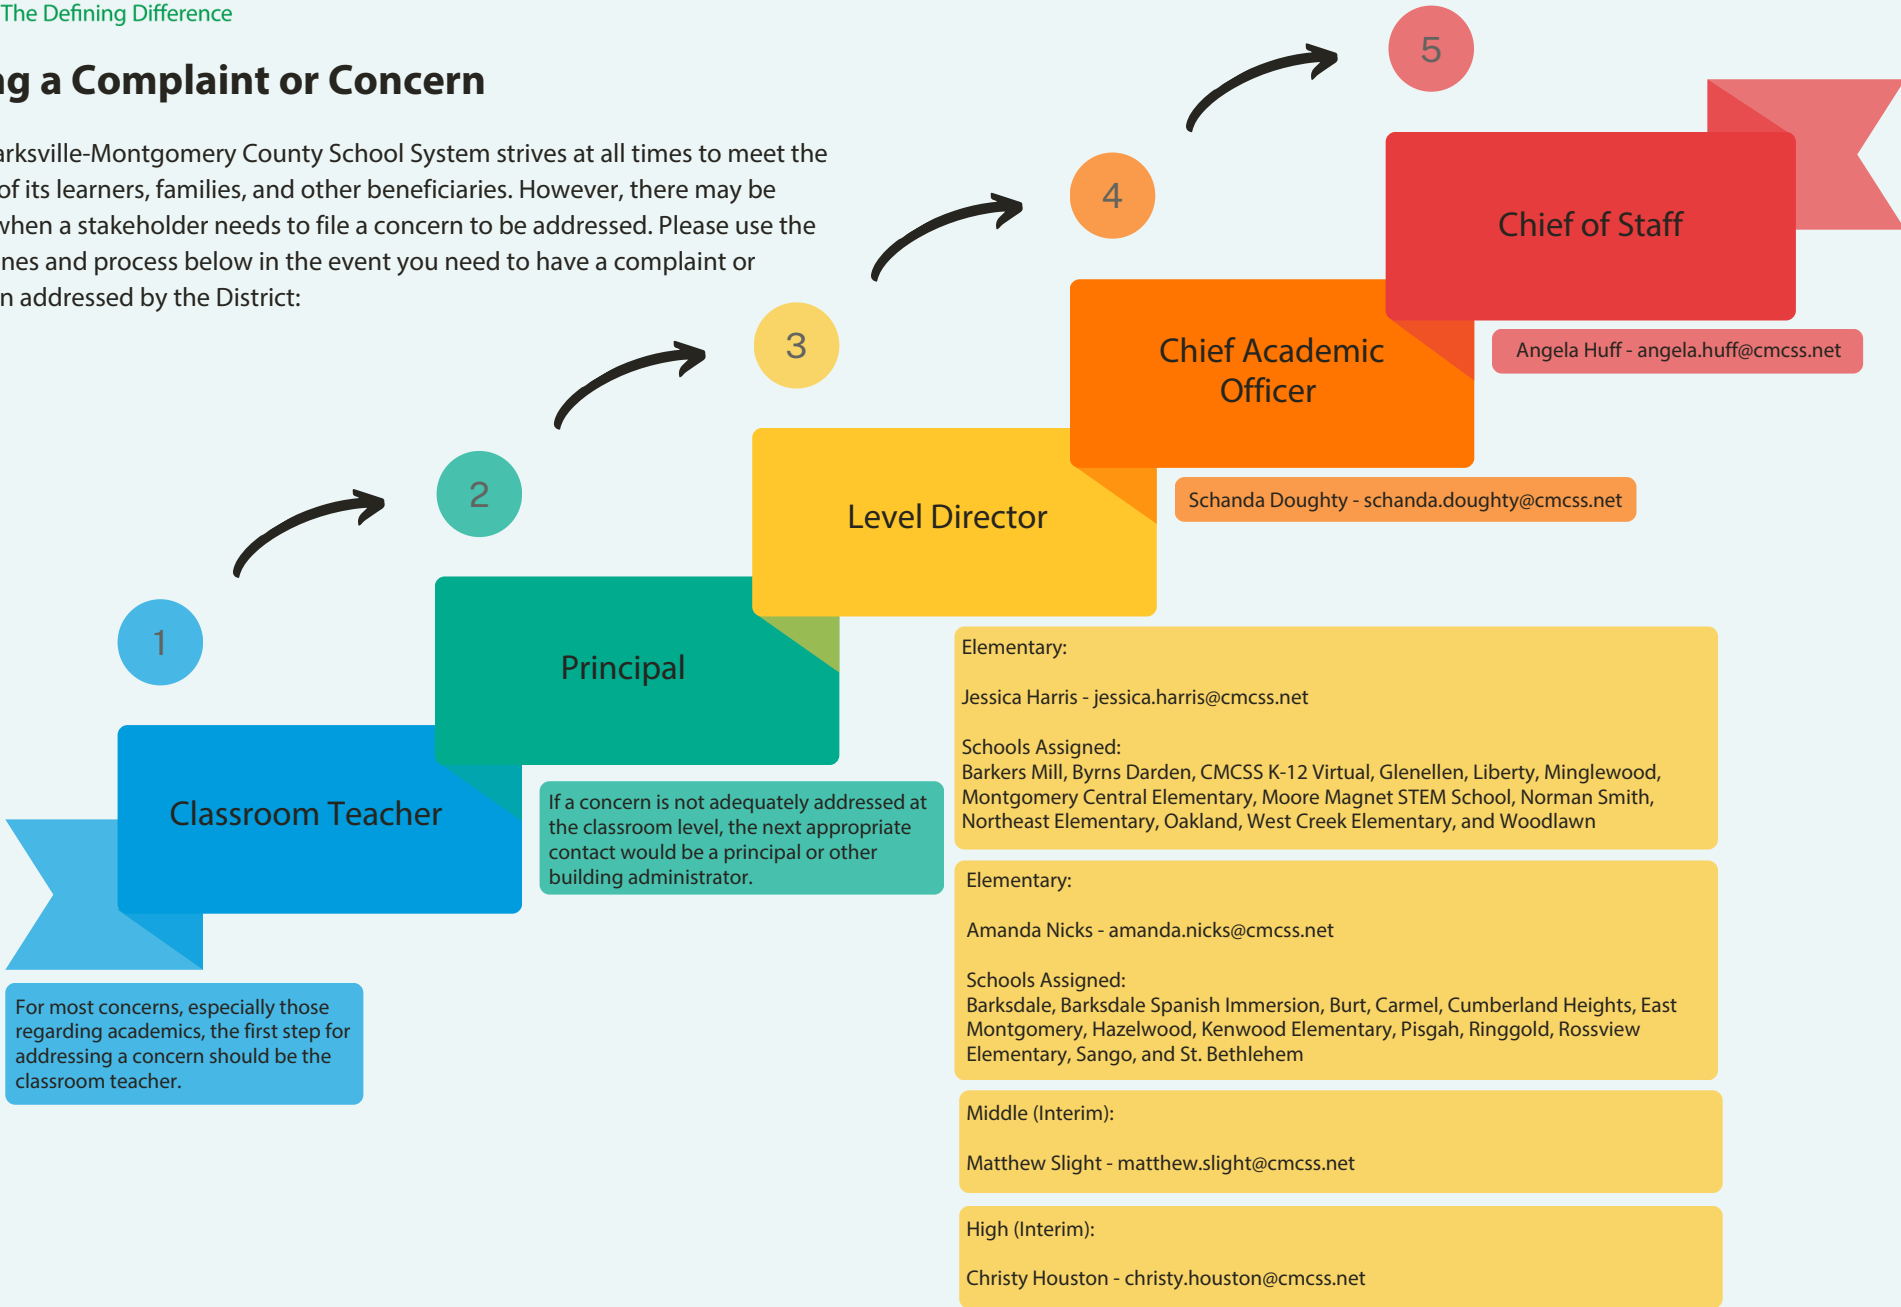 The Defining Difference
a Complaint or Concern
County School System strives at all times to meet the
of its learners, families, and other beneficiaries. However, there may be
when a stakeholder needs to file a concern to be addressed. Please use the
and process below in the event you need to have a complaint or
addressed by the District:
1
Classroom Teacher
For most concerns, especially those
regarding academics, the first step for
addressing a concern should be the
classroom teacher.
2
Principal
If a concern is not adequately addressed at
the classroom level, the next appropriate
contact would be a principal or other
building administrator.
3
Level Director
Elementary:
Jessica Harris - jessica.harris@cmcss.net
Schools Assigned:
Barkers Mill, Byrns Darden, CMCSS K-12 Virtual, Glenellen, Liberty, Minglewood,
Montgomery Central Elementary, Moore Magnet STEM School, Norman Smith,
Northeast Elementary, Oakland, West Creek Elementary, and Woodlawn
Elementary:
Amanda Nicks - amanda.nicks@cmcss.net
Schools Assigned:
Barksdale, Barksdale Spanish Immersion, Burt, Carmel, Cumberland Heights, East
Montgomery, Hazelwood, Kenwood Elementary, Pisgah, Ringgold, Rossview
Elementary, Sango, and St. Bethlehem
Middle (Interim):
Matthew Slight - matthew.slight@cmcss.net
High (Interim):
Christy Houston - christy.houston@cmcss.net
4
Chief Academic
Officer
Schanda Doughty - schanda.doughty@cmcss.net
5
Chief of Staff
Angela Huff - angela.huff@cmcss.net